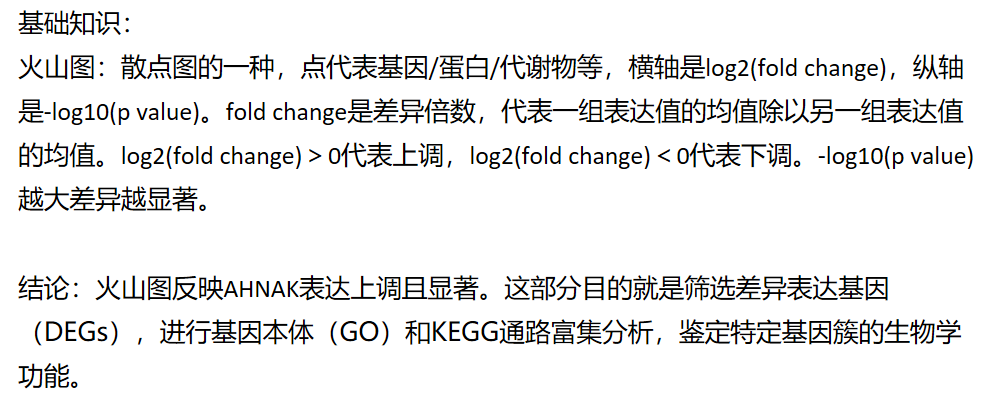 基础知识：
火山图：散点图的一种，点代表基因/蛋白/代谢物等，横轴是log2(fold change)，纵轴
是-log10(p value)。fold change是差异倍数，代表一组表达值的均值除以另一组表达值
的均值。log2(fold change) > 0代表上调，log2(fold change) < 0代表下调。-log10(p value)
越大差异越显著。
结论：火山图反映AHNAK表达上调且显著。这部分目的就是筛选差异表达基因
（DEGs），进行基因本体（GO）和KEGG通路富集分析，鉴定特定基因簇的生物学
功能。